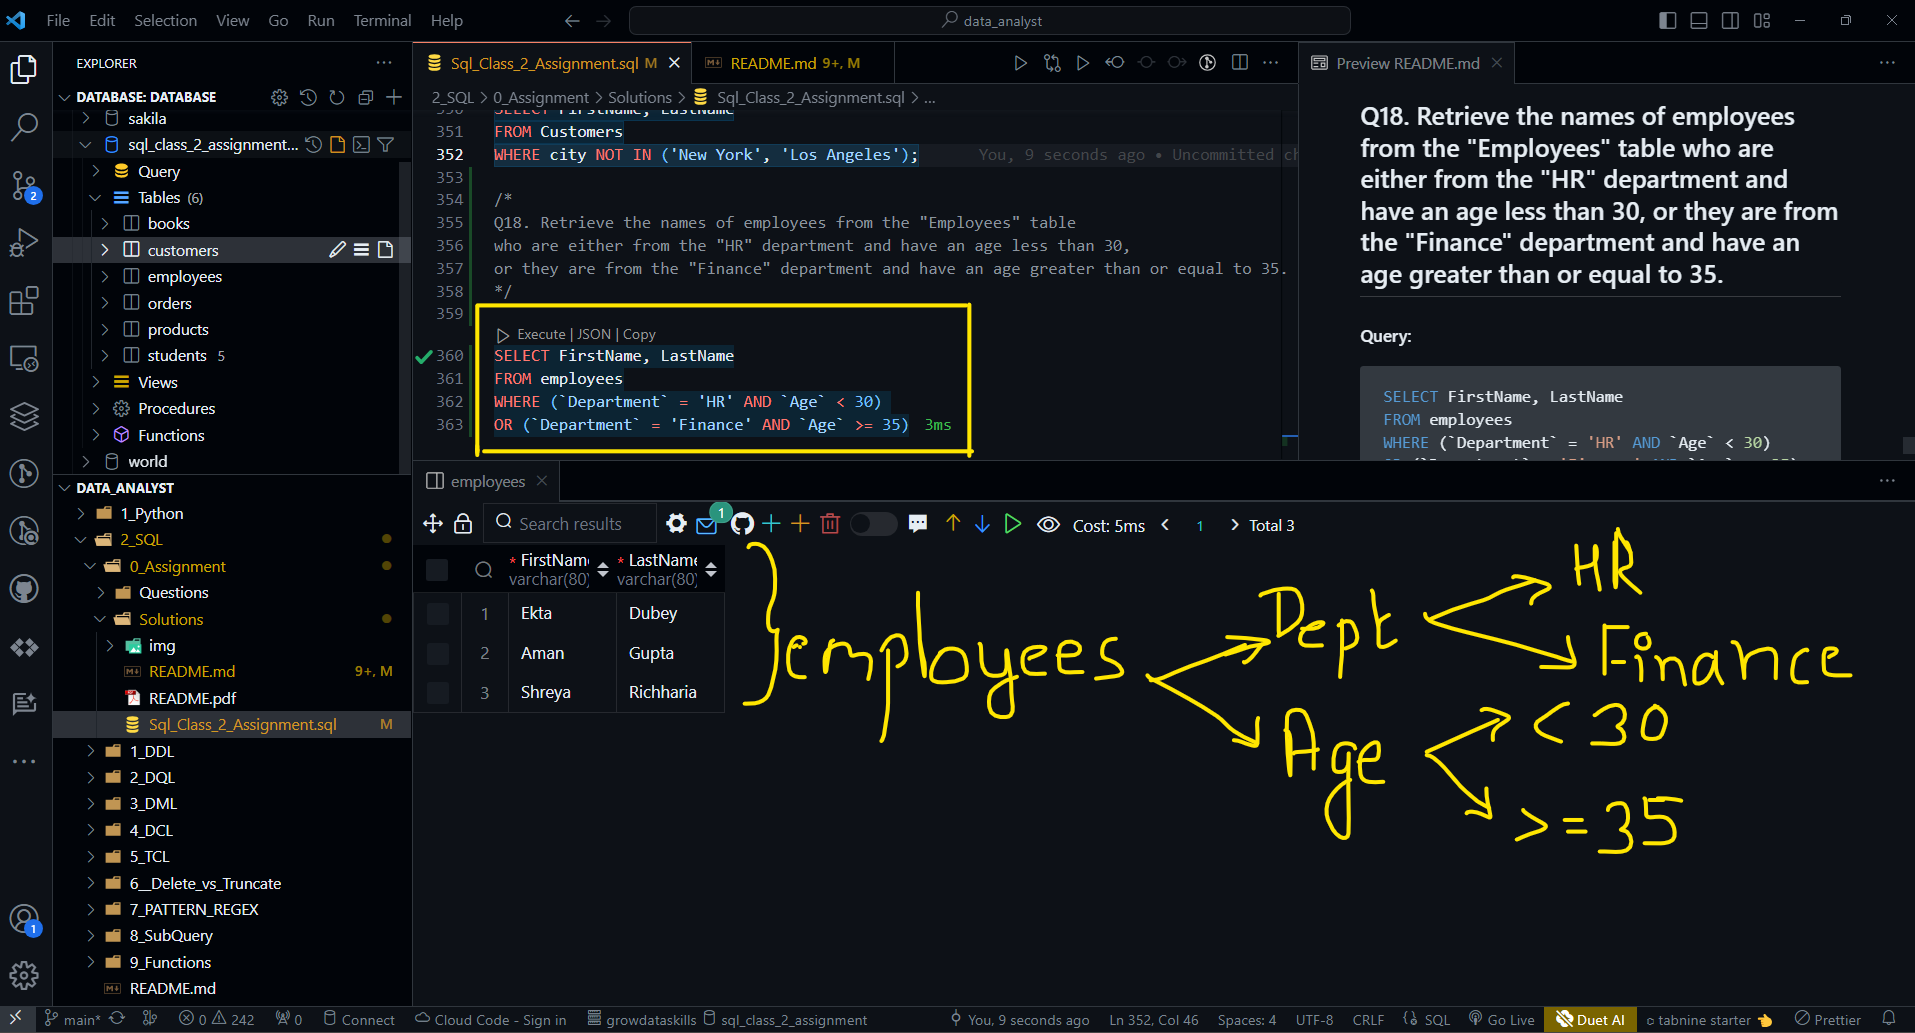 File Edit Selection View Go Run Terminal Help
data_analyst
EXPLORER
DATABASE: DATABASE
sakila
sql_class_2_assignment...
Query
Tables (6)
books
customers
employees
orders
products
students 5
Views
Procedures
Functions
world
DATA_ANALYST
1_Python
2_SQL
0_Assignment
Questions
Solutions
img
README.md 9+, M
README.pdf
Sql_Class_2_Assignment.sql M
1_DDL
2_DQL
3_DML
4_DCL
5_TCL
6__Delete_vs_Truncate
7_PATTERN_REGEX
8_SubQuery
9_Functions
README.md
2
1
Sql_Class_2_Assignment.sql M
README.md 9+, M
2_SQL > 0_Assignment > Solutions > Sql_Class_2_Assignment.sql > ...
350 SELECT FirstName, LastName
351 FROM Customers
352 WHERE city NOT IN ('New York', 'Los Angeles'); You, 9 seconds ago • Uncommitted ch
353
354 /*
355 Q18. Retrieve the names of employees from the "Employees" table
356 who are either from the "HR" department and have an age less than 30,
357 or they are from the "Finance" department and have an age greater than or equal to 35.
358 */
359
Execute | JSON | Copy
360 SELECT FirstName, LastName
361 FROM employees
362 WHERE (`Department` = 'HR' AND `Age` < 30)
363 OR (`Department` = 'Finance' AND `Age` >= 35) 3ms
Preview README.md
Q18. Retrieve the names of employees
from the "Employees" table who are
either from the "HR" department and
have an age less than 30, or they are from
the "Finance" department and have an
age greater than or equal to 35.
Query:
SELECT FirstName, LastName
FROM employees
WHERE (`Department` = 'HR' AND `Age` < 30)
employees
Search results
1
Cost: 5ms < 1 > Total 3
* FirstName * LastName
varchar(80) varchar(80)
1 Ekta Dubey
2 Aman Gupta
3 Shreya Richharia
employees
Dept
HR
Finance
Age
< 30
>= 35
main* 0 242 0 Connect Cloud Code - Sign in growdataskills sql_class_2_assignment You, 9 seconds ago Ln 352, Col 46 Spaces: 4 UTF-8 CRLF SQL Go Live Duet AI tabnine starter Prettier